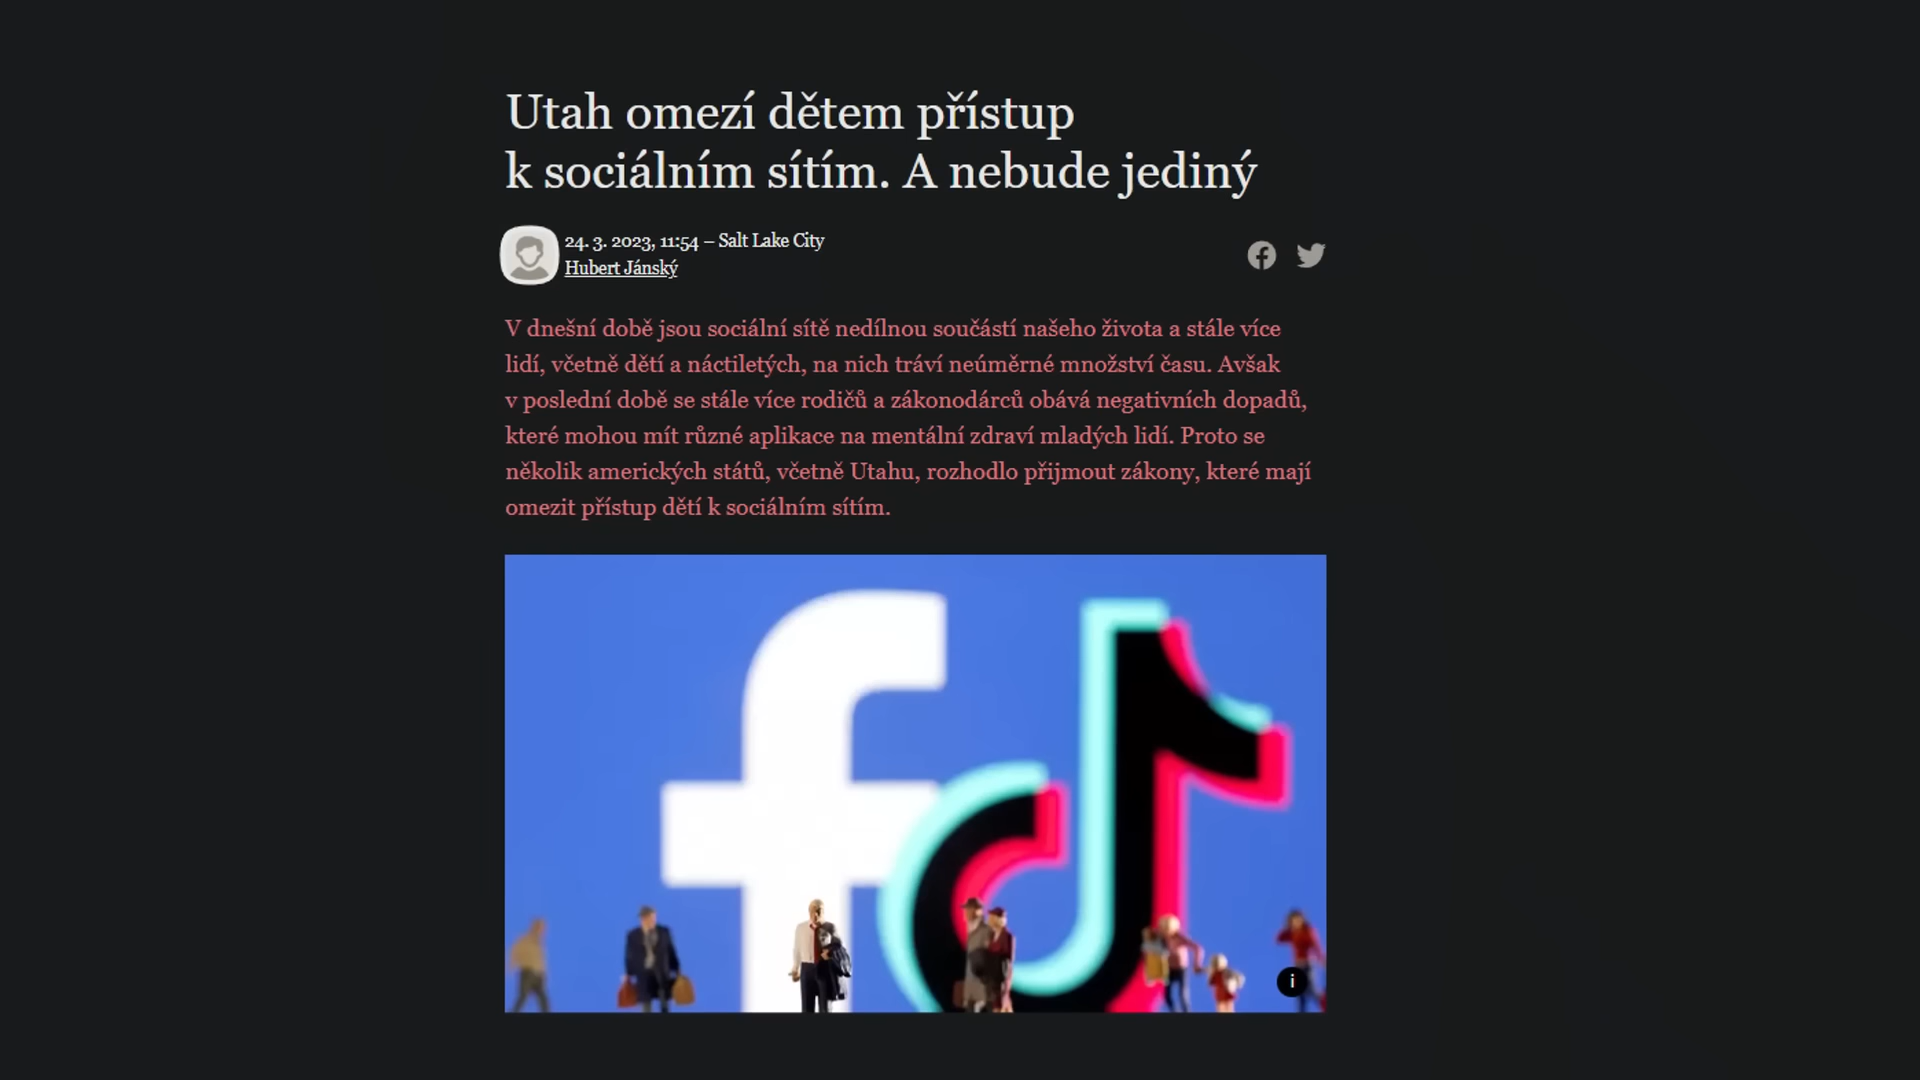 Utah omezí dětem přístup
k sociálním sítím. A nebude jediný
24. 3. 2023, 11:54 – Salt Lake City
Hubert Jánský
V dnešní době jsou sociální sítě nedílnou součástí našeho života a stále více
lidí, včetně dětí a náctiletých, na nich tráví neúměrné množství času. Avšak
v poslední době se stále více rodičů a zákonodárců obává negativních dopadů,
které mohou mít různé aplikace na mentální zdraví mladých lidí. Proto se
několik amerických států, včetně Utahu, rozhodlo přijmout zákony, které mají
omezit přístup dětí k sociálním sítím.
i